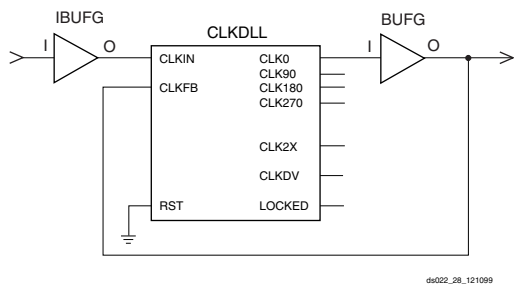 IBUFG
I
O
CLKDLL
CLKIN
CLKFB
RST
CLK0
CLK90
CLK180
CLK270
CLK2X
CLKDV
LOCKED
BUFG
I
O
ds022_28_121099